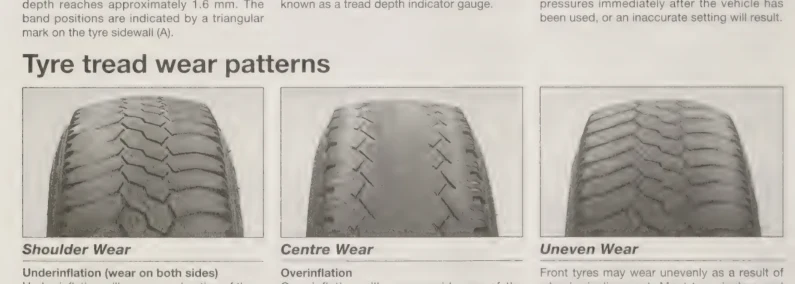 depth reaches approximately 1.6 mm. The
band positions are indicated by a triangular
mark on the tyre sidewall (A).
known as a tread depth indicator gauge.
pressures immediately after the vehicle has
been used, or an inaccurate setting will result.
Tyre tread wear patterns
Shoulder Wear
Underinflation (wear on both sides)
Centre Wear
Overinflation
Uneven Wear
Front tyres may wear unevenly as a result of